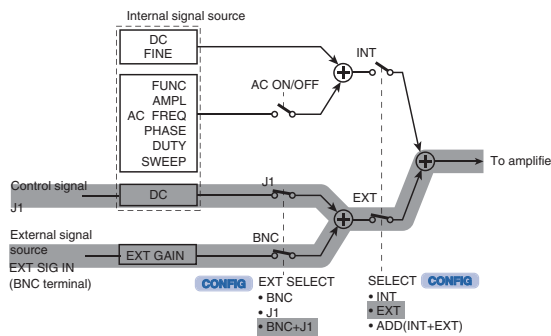 Internal signal source
DC
FINE
INT
FUNC
AMPL
AC FREQ
PHASE
DUTY
SWEEP
AC ON/OFF
To amplifie
Control signal
J1
DC
J1
EXT
External signal
source
EXT SIG IN
(BNC terminal)
EXT GAIN
BNC
CONFIG
EXT SELECT
• BNC
• J1
• BNC+J1
SELECT CONFIG
• INT
• EXT
• ADD(INT+EXT)